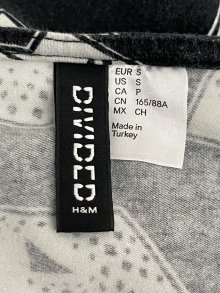 DIVIDED
H&M
EUR S
US S
CA P
CN 165/88A
MX CH
Made in
Turkey